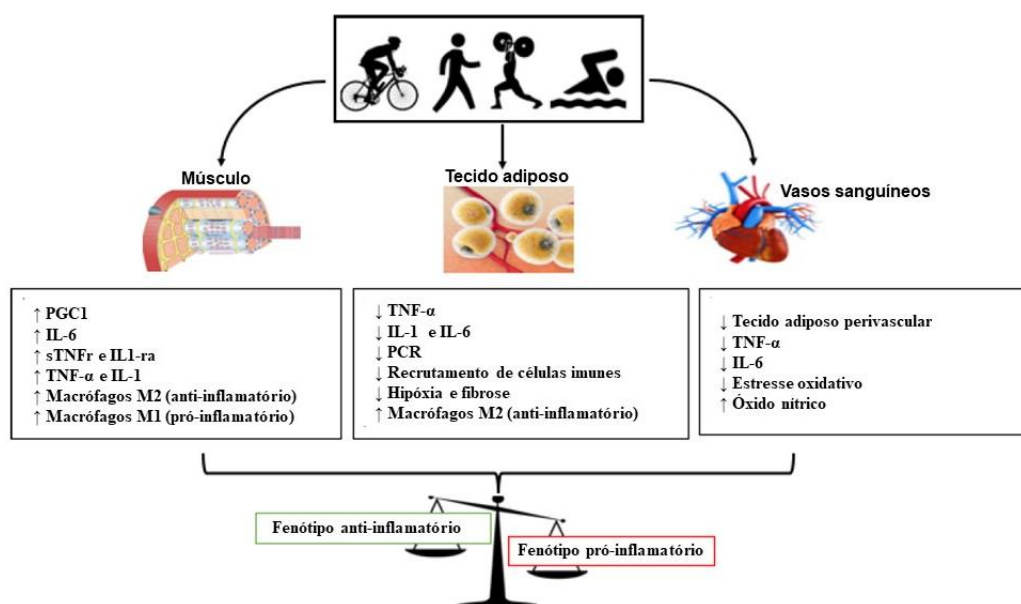 Músculo
Tecido adiposo
Vasos sanguíneos
↑ PGC1
↑ IL-6
↑ sTNFr e IL1-ra
↑ TNF-α e IL-1
↑ Macrófagos M2 (anti-inflamatório)
↑ Macrófagos M1 (pró-inflamatório)
↓ TNF-α
↓ IL-1 e IL-6
↓ PCR
↓ Recrutamento de células imunes
↓ Hipóxia e fibrose
↑ Macrófagos M2 (anti-inflamatório)
↓ Tecido adiposo perivascular
↓ TNF-α
↓ IL-6
↓ Estresse oxidativo
↑ Óxido nítrico
Fenótipo anti-inflamatório
Fenótipo pró-inflamatório